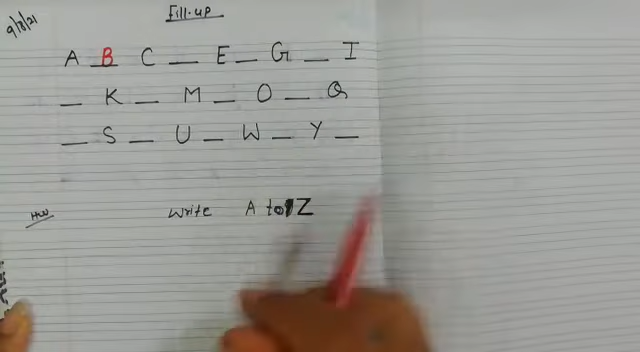 9/8/21
Fill-up
A B C _ E _ G _ I
_ K _ M _ O _ Q
_ S _ U _ W _ Y _
HW
Write A to Z